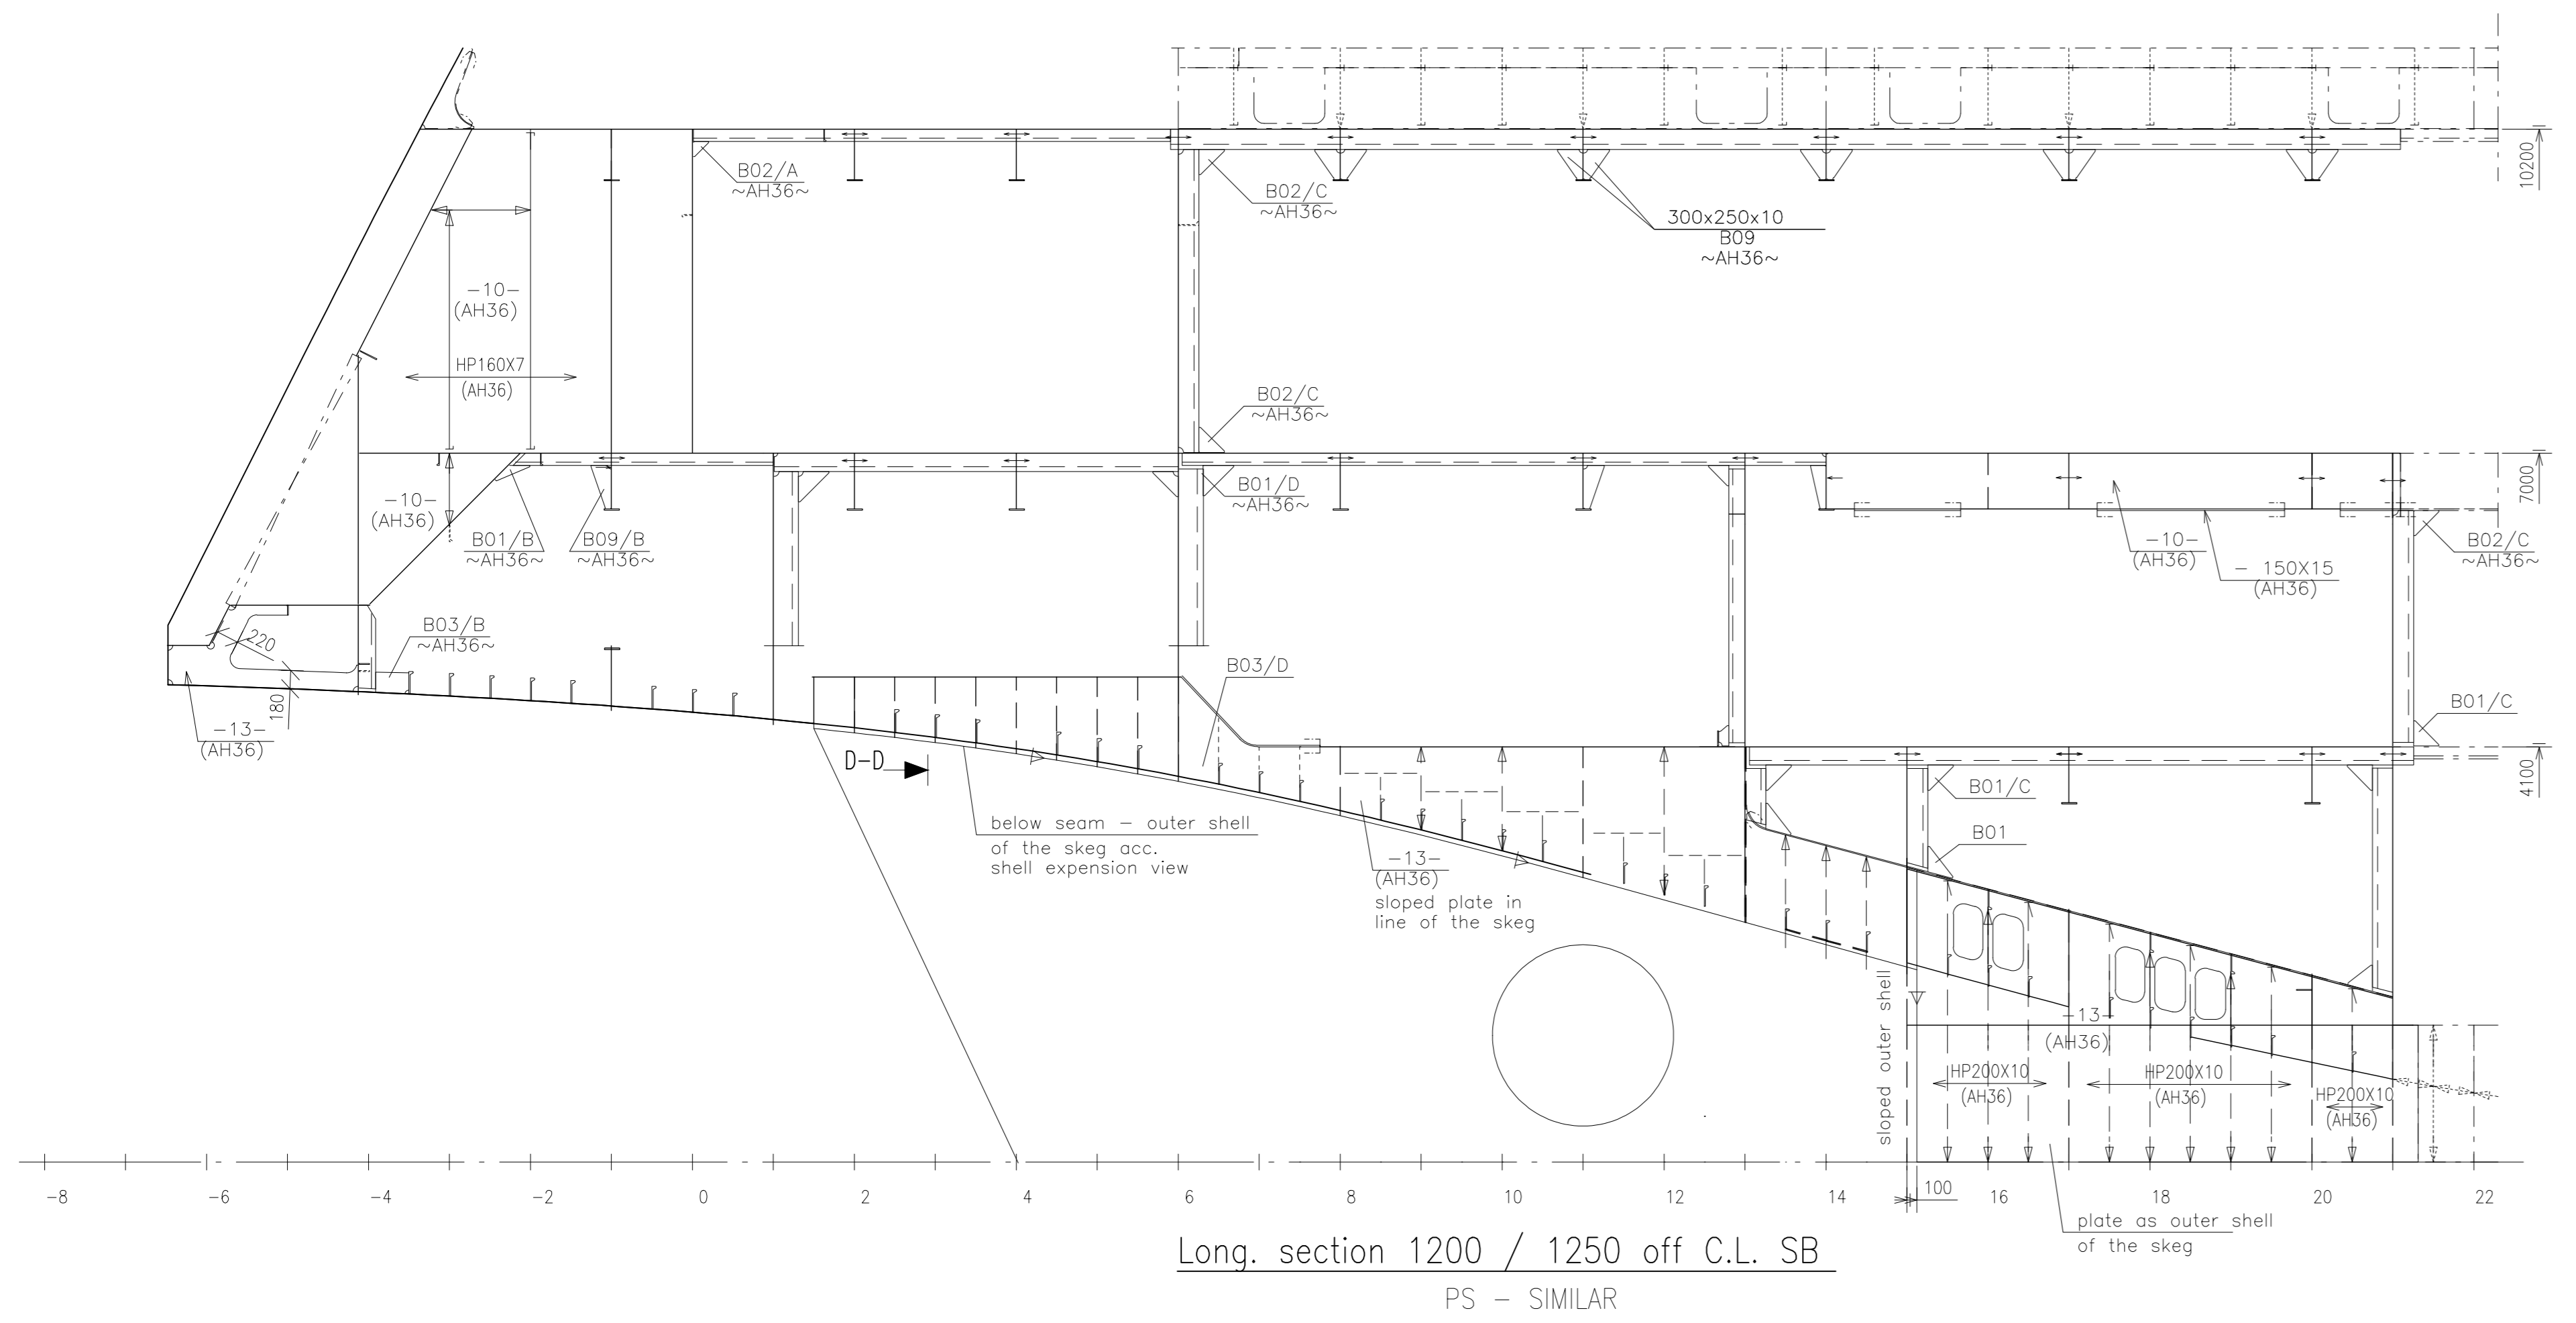 B02/A
~AH36~
B02/C
~AH36~
300x250x10
B09
~AH36~
10200
-10-
(AH36)
HP160X7
(AH36)
B02/C
~AH36~
-10-
(AH36)
B01/B
~AH36~
B09/B
~AH36~
B01/D
~AH36~
7000
-10-
(AH36)
- 150X15
(AH36)
B02/C
~AH36~
220
B03/B
~AH36~
180
-13-
(AH36)
B03/D
B01/C
D-D
4100
B01/C
B01
below seam - outer shell
of the skeg acc.
shell expension view
-13-
(AH36)
sloped plate in
line of the skeg
sloped outer shell
-13-
(AH36)
HP200X10
(AH36)
HP200X10
(AH36)
HP200X10
(AH36)
-8 -6 -4 -2 0 2 4 6 8 10 12 14 16 18 20 22
100
plate as outer shell
of the skeg
Long. section 1200 / 1250 off C.L. SB
PS - SIMILAR